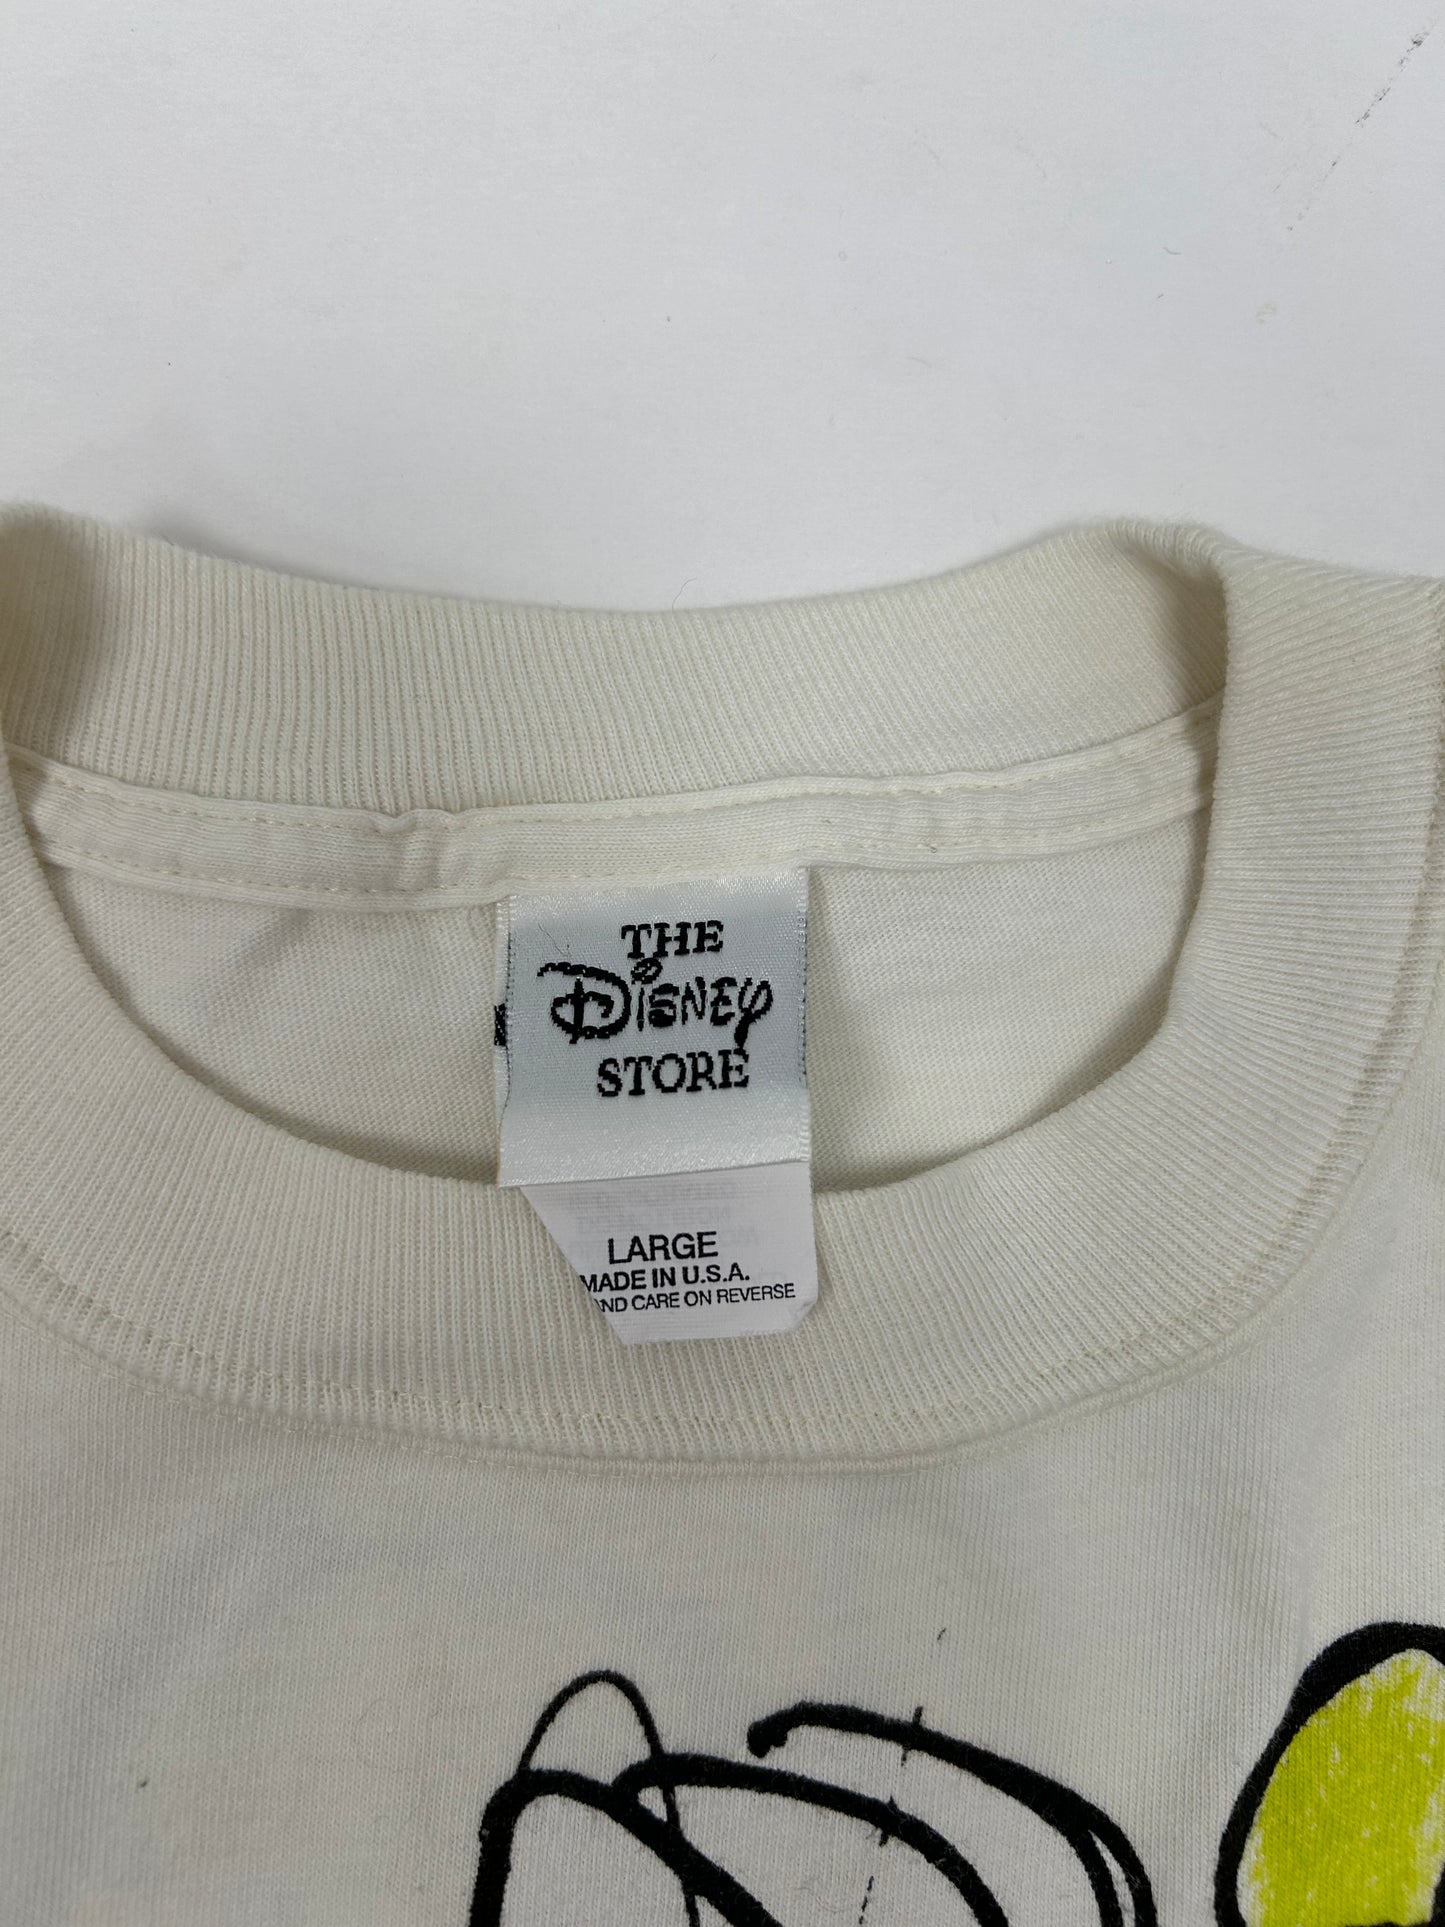 THE
Disney
STORE
LARGE
MADE IN U.S.A.
CARE ON REVERSE